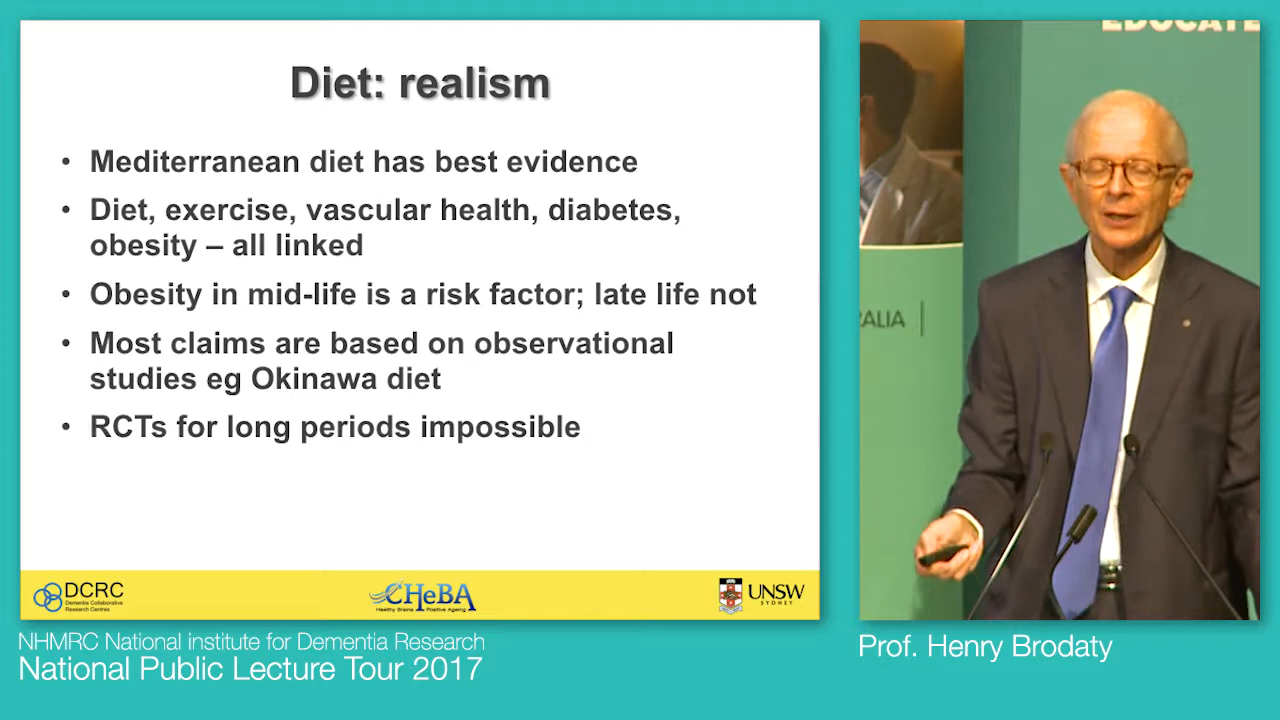 Diet: realism
• Mediterranean diet has best evidence
• Diet, exercise, vascular health, diabetes,
obesity – all linked
• Obesity in mid-life is a risk factor; late life not
• Most claims are based on observational
studies eg Okinawa diet
• RCTs for long periods impossible
DCRC
Dementia Collaborative
Research Centres
CHeBA
Healthy Brains Positive Ageing
UNSW
SYDNEY
EDUCATE
RALIA
NHMRC National institute for Dementia Research
National Public Lecture Tour 2017
Prof. Henry Brodaty